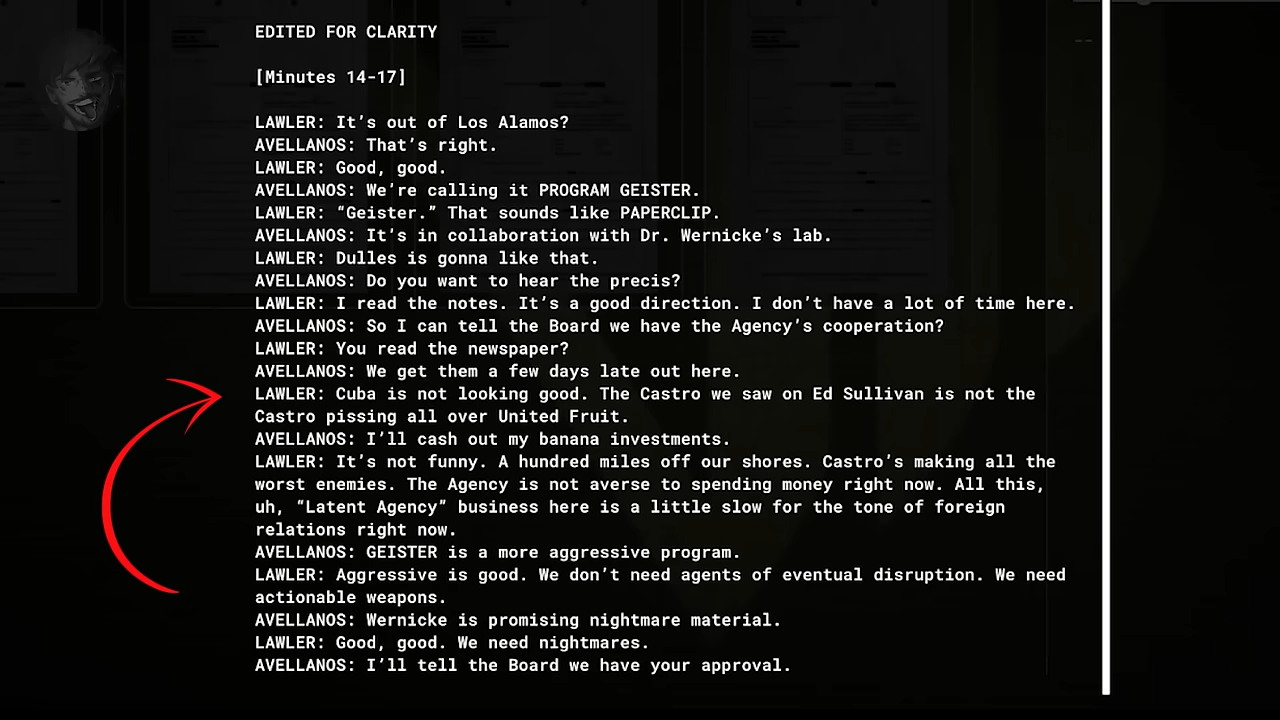 EDITED FOR CLARITY
[Minutes 14-17]
LAWLER: It’s out of Los Alamos?
AVELLANOS: That’s right.
LAWLER: Good, good.
AVELLANOS: We’re calling it PROGRAM GEISTER.
LAWLER: “Geister.” That sounds like PAPERCLIP.
AVELLANOS: It’s in collaboration with Dr. Wernicke’s lab.
LAWLER: Dulles is gonna like that.
AVELLANOS: Do you want to hear the precis?
LAWLER: I read the notes. It’s a good direction. I don’t have a lot of time here.
AVELLANOS: So I can tell the Board we have the Agency’s cooperation?
LAWLER: You read the newspaper?
AVELLANOS: We get them a few days late out here.
LAWLER: Cuba is not looking good. The Castro we saw on Ed Sullivan is not the
Castro pissing all over United Fruit.
AVELLANOS: I’ll cash out my banana investments.
LAWLER: It’s not funny. A hundred miles off our shores. Castro’s making all the
worst enemies. The Agency is not averse to spending money right now. All this,
uh, “Latent Agency” business here is a little slow for the tone of foreign
relations right now.
AVELLANOS: GEISTER is a more aggressive program.
LAWLER: Aggressive is good. We don’t need agents of eventual disruption. We need
actionable weapons.
AVELLANOS: Wernicke is promising nightmare material.
LAWLER: Good, good. We need nightmares.
AVELLANOS: I’ll tell the Board we have your approval.